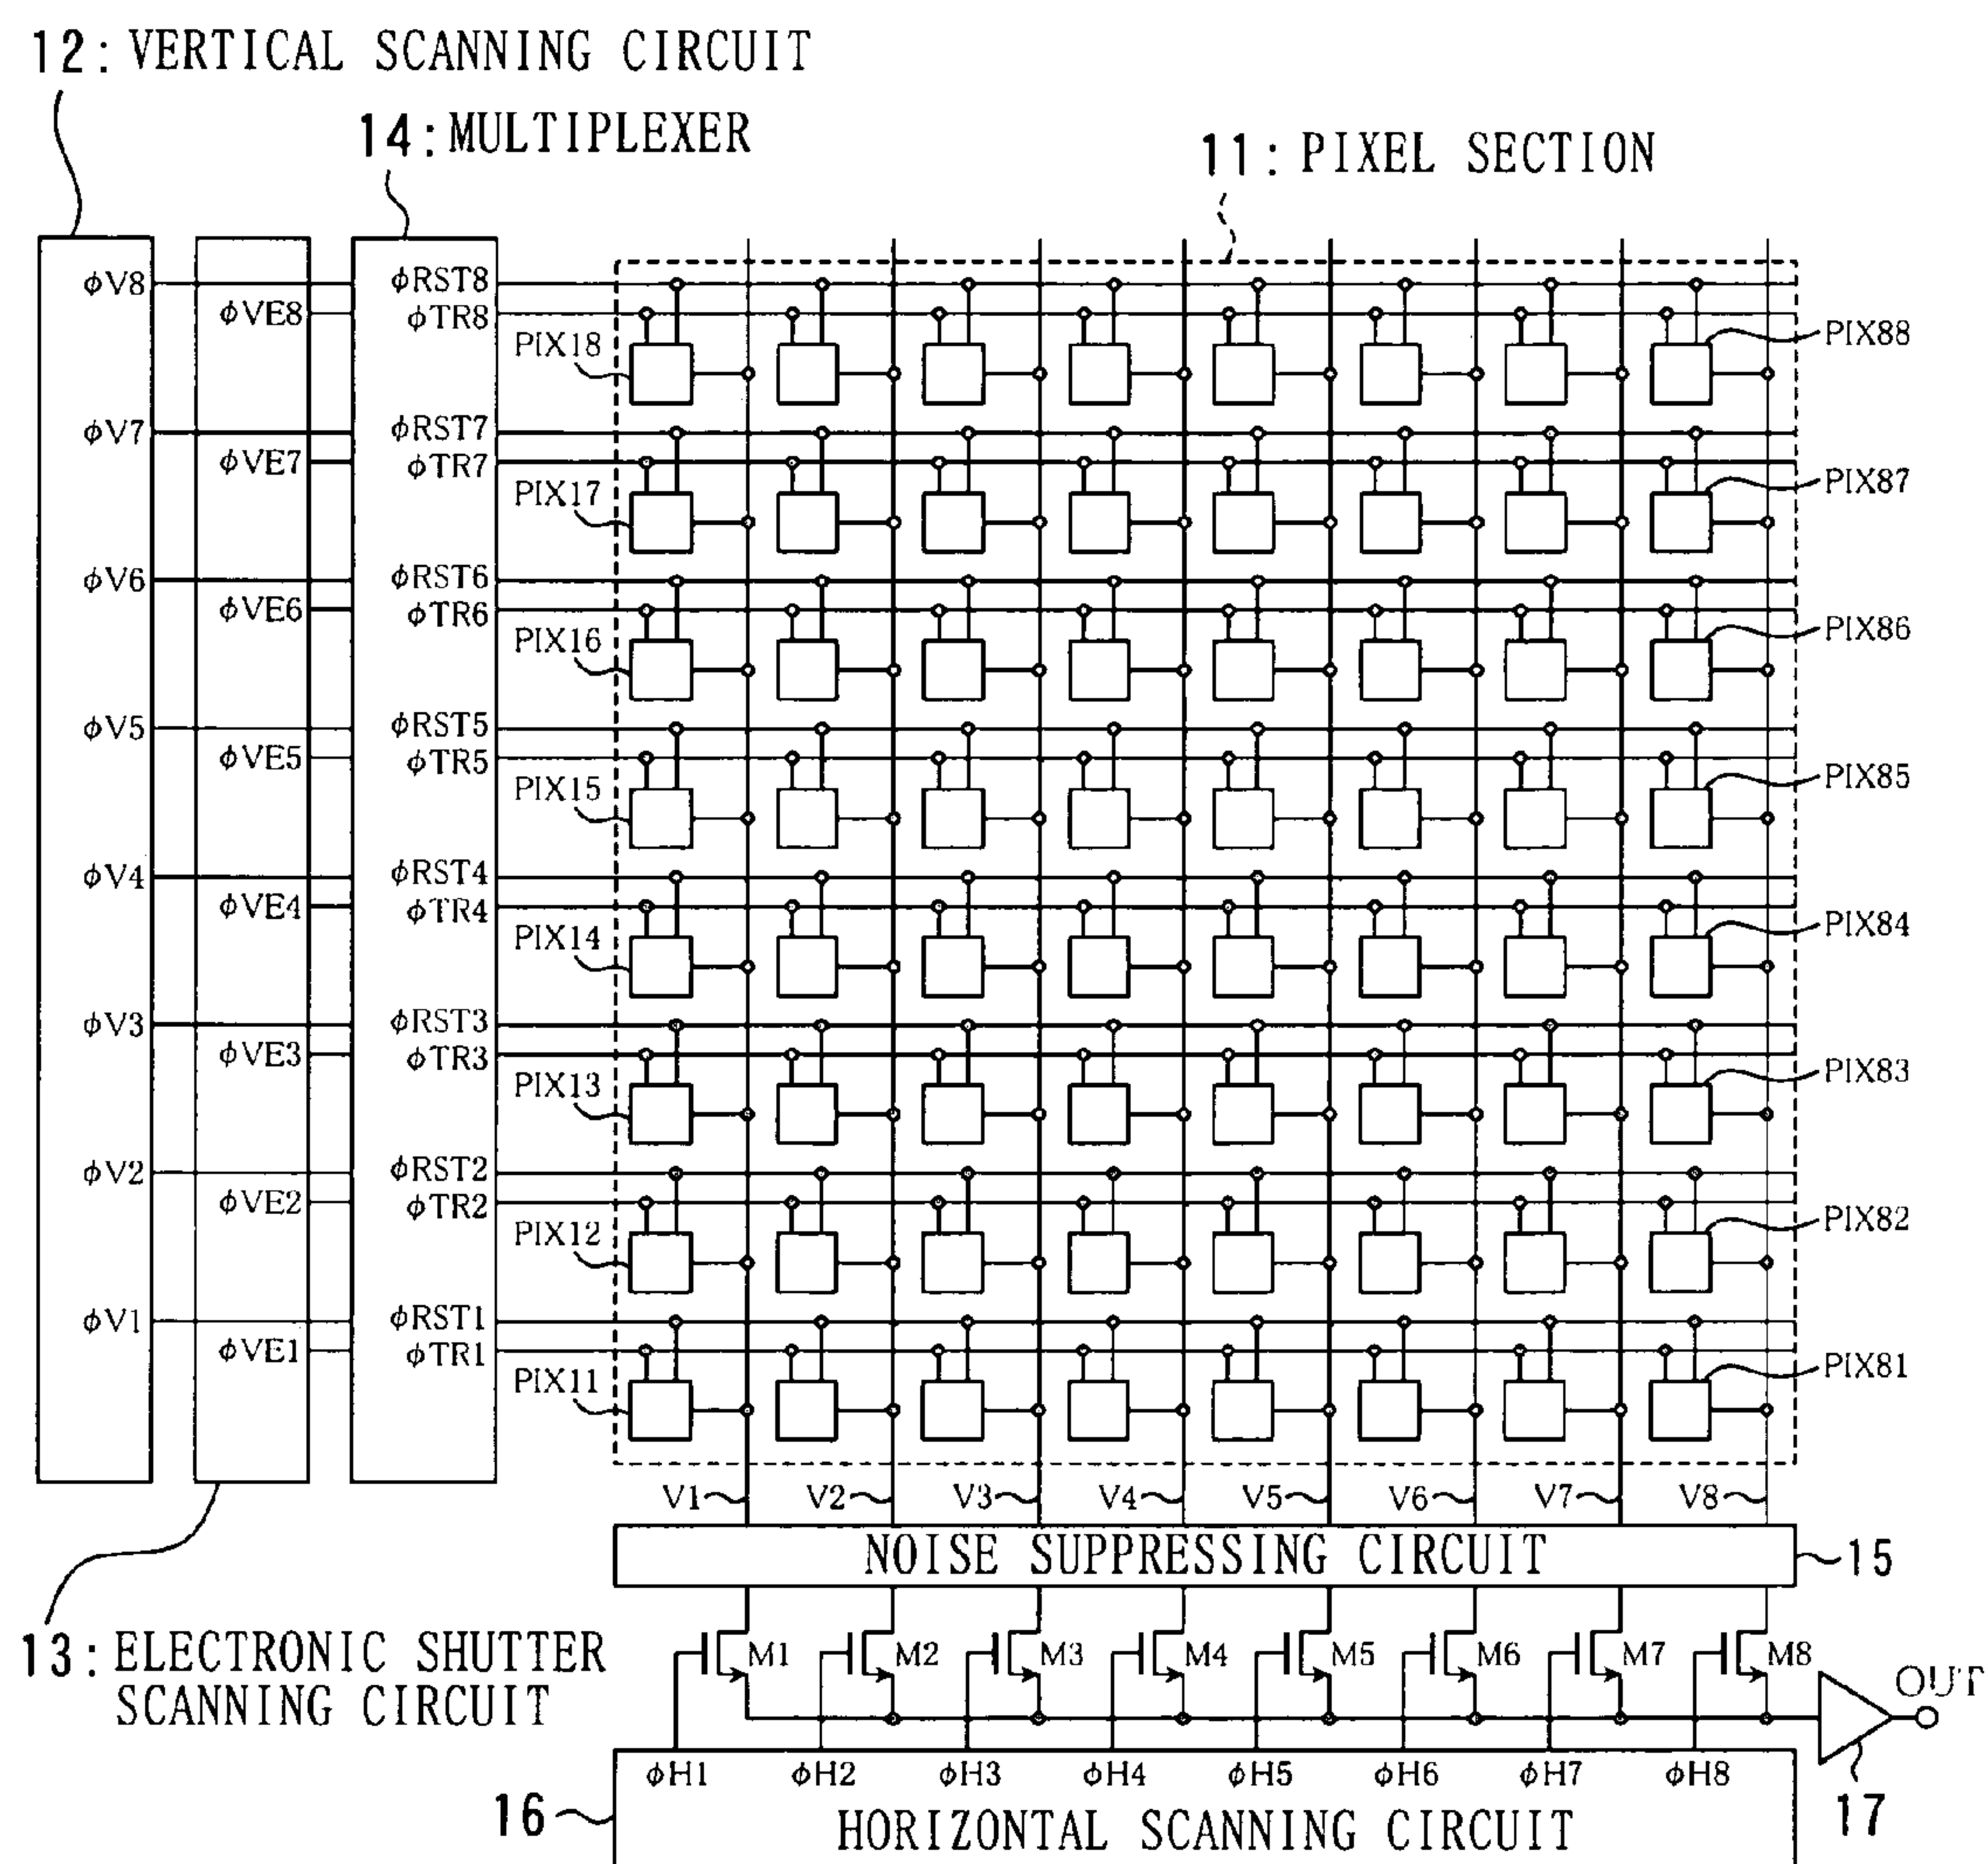 12: VERTICAL SCANNING CIRCUIT
14: MULTIPLEXER
11: PIXEL SECTION
φV8
φVE8
φRST8
φTR8
PIX18
PIX88
φV7
φVE7
φRST7
φTR7
PIX17
PIX87
φV6
φVE6
φRST6
φTR6
PIX16
PIX86
φV5
φVE5
φRST5
φTR5
PIX15
PIX85
φV4
φVE4
φRST4
φTR4
PIX14
PIX84
φV3
φVE3
φRST3
φTR3
PIX13
PIX83
φV2
φVE2
φRST2
φTR2
PIX12
PIX82
φV1
φVE1
φRST1
φTR1
PIX11
PIX81
V1 V2 V3 V4 V5 V6 V7 V8
NOISE SUPPRESSING CIRCUIT
15
13: ELECTRONIC SHUTTER
SCANNING CIRCUIT
M1 M2 M3 M4 M5 M6 M7 M8
OUT
φH1 φH2 φH3 φH4 φH5 φH6 φH7 φH8
16
HORIZONTAL SCANNING CIRCUIT
17